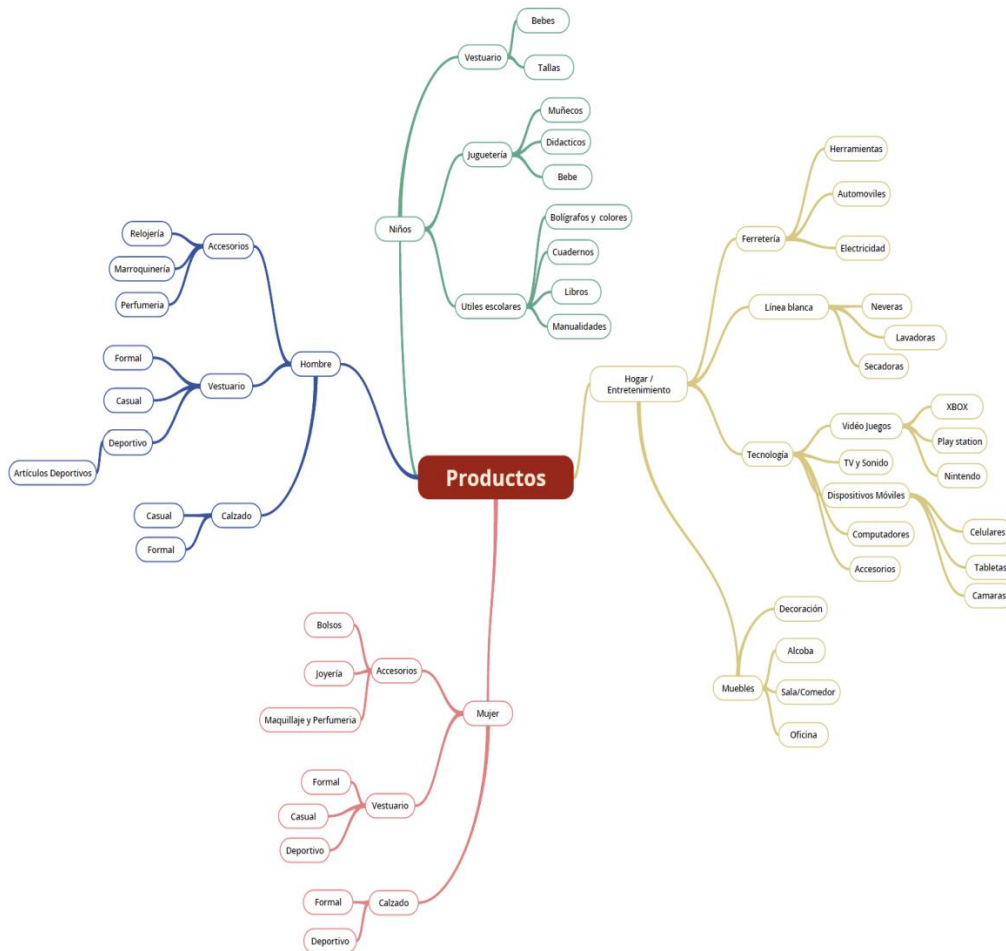 Productos
Niños
Vestuario
Bebes
Tallas
Juguetería
Muñecos
Didacticos
Bebe
Utiles escolares
Bolígrafos y colores
Cuadernos
Libros
Manualidades
Hombre
Accesorios
Relojería
Marroquinería
Perfumeria
Vestuario
Formal
Casual
Deportivo
Artículos Deportivos
Calzado
Casual
Formal
Hogar /
Entretenimiento
Ferretería
Herramientas
Automoviles
Electricidad
Línea blanca
Neveras
Lavadoras
Secadoras
Tecnología
Vidéo Juegos
XBOX
Play station
Nintendo
TV y Sonido
Dispositivos Móviles
Celulares
Tabletas
Camaras
Computadores
Accesorios
Muebles
Decoración
Alcoba
Sala/Comedor
Oficina
Mujer
Accesorios
Bolsos
Joyería
Maquillaje y Perfumeria
Vestuario
Formal
Casual
Deportivo
Calzado
Formal
Deportivo